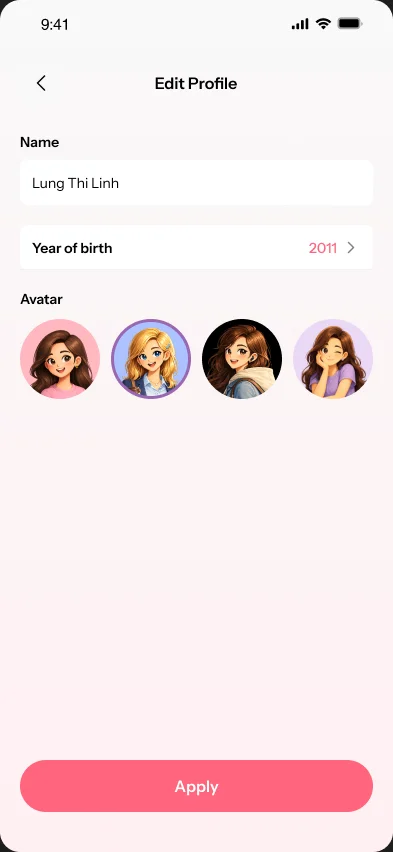 9:41
Edit Profile
Name
Lung Thi Linh
Year of birth 2011
Avatar
Apply